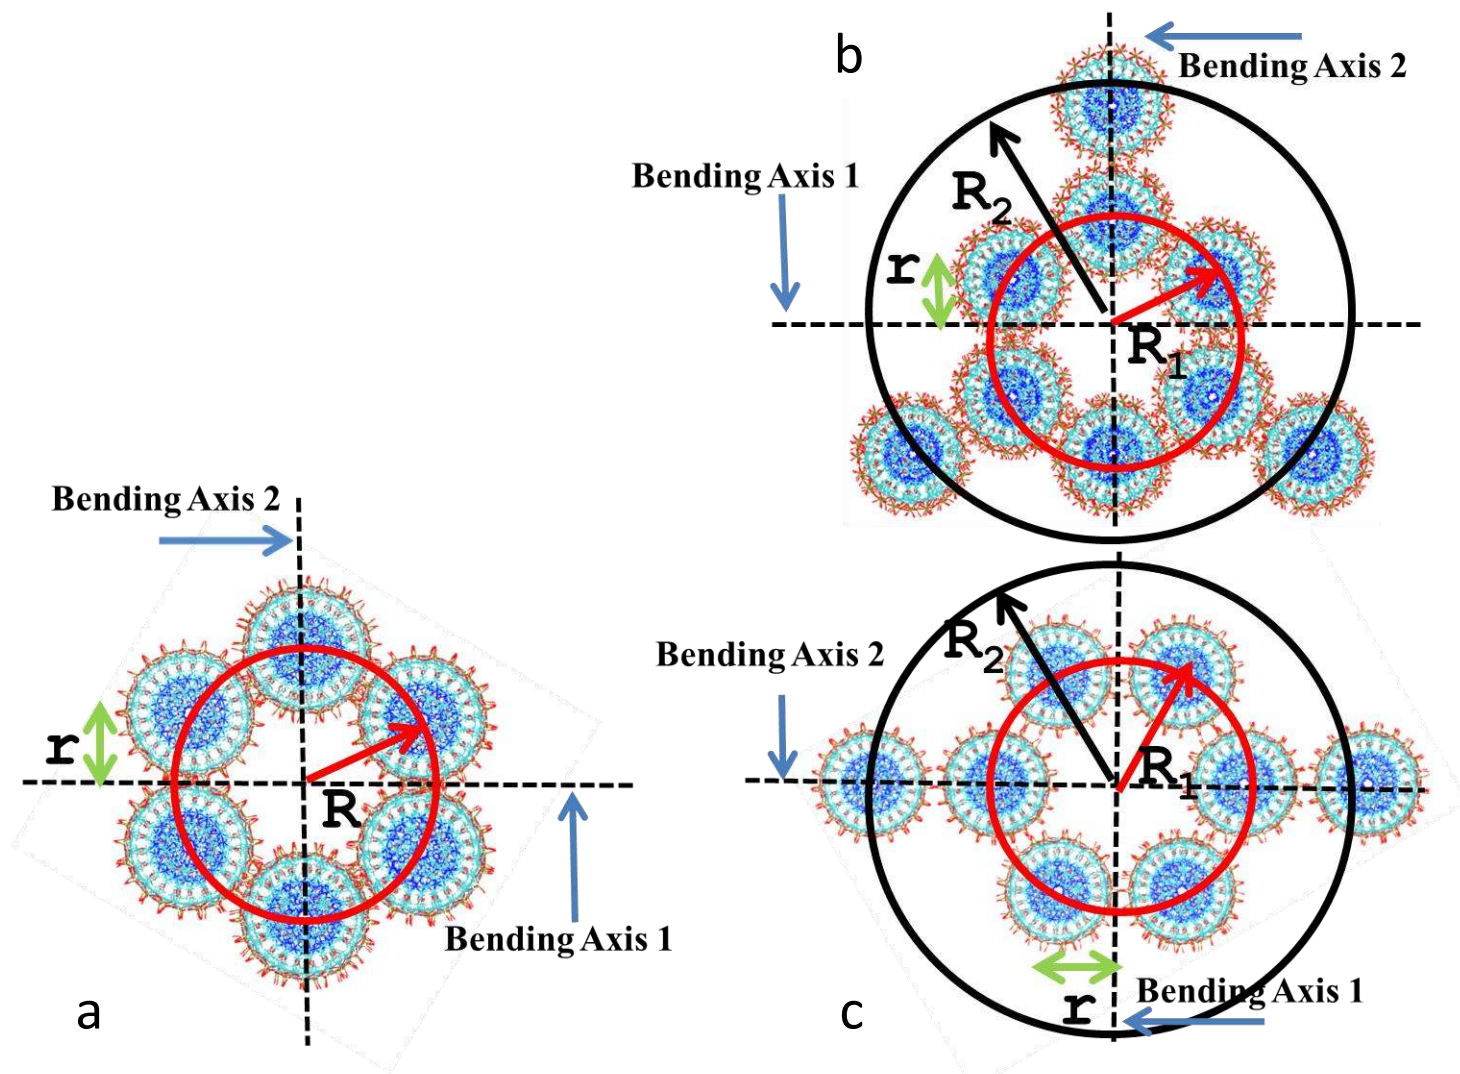 b
Bending Axis 2
Bending Axis 1
R2
r
R1
Bending Axis 2
r
R
Bending Axis 1
a
R2
Bending Axis 2
R1
r
Bending Axis 1
c